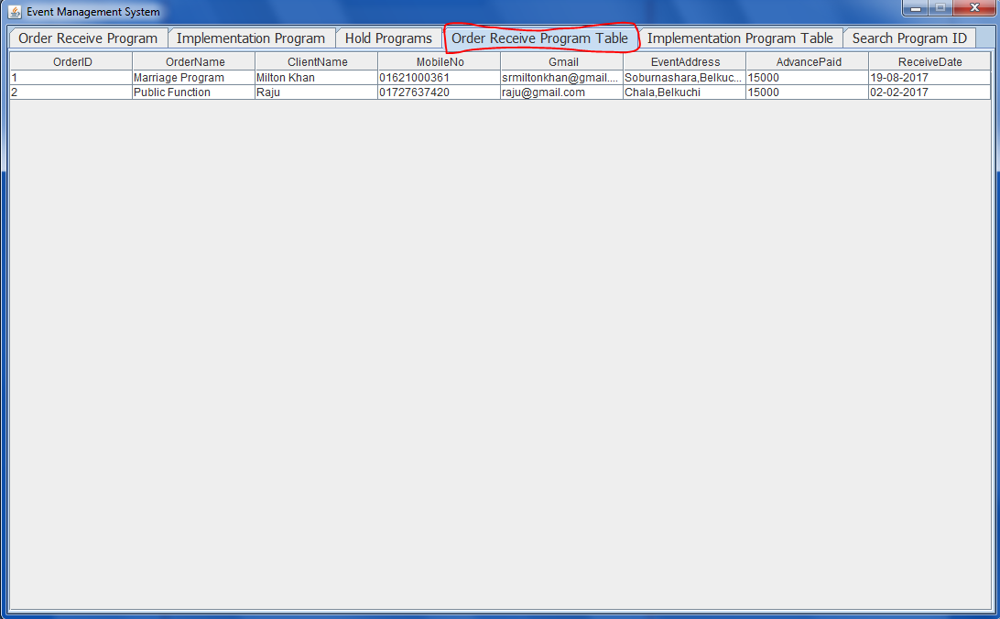 Event Management System
Order Receive Program Implementation Program Hold Programs Order Receive Program Table Implementation Program Table Search Program ID
OrderID OrderName ClientName MobileNo Gmail EventAddress AdvancePaid ReceiveDate
1 Marriage Program Milton Khan 01621000361 srmiltonkhan@gmail.... Soburnashara,Belkuc... 15000 19-08-2017
2 Public Function Raju 01727637420 raju@gmail.com Chala,Belkuchi 15000 02-02-2017